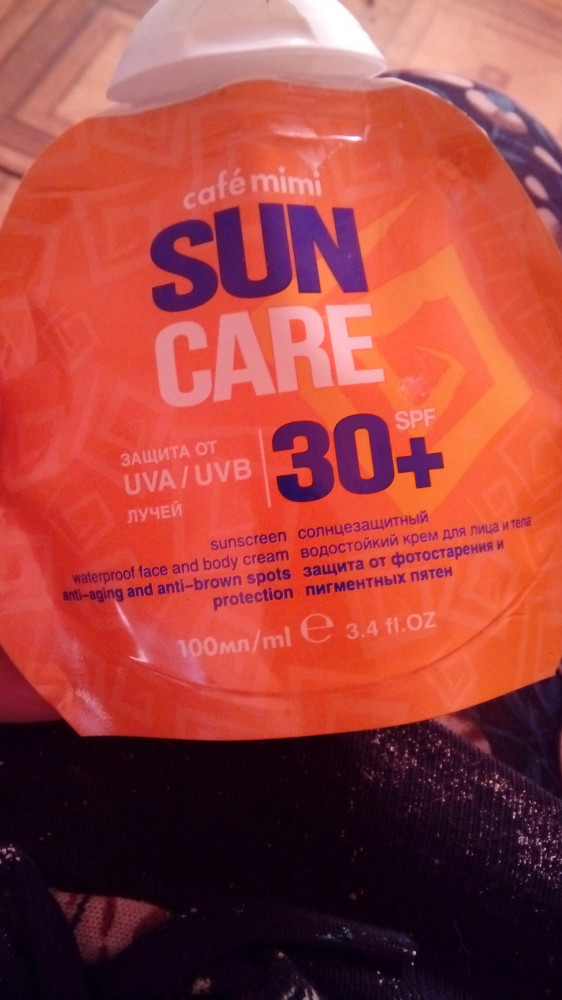 café mimi
SUN
CARE
SPF
30+
ЗАЩИТА ОТ
UVA / UVB
ЛУЧЕЙ
sunscreen
waterproof face and body cream
anti-aging and anti-brown spots
protection
солнцезащитный
водостойкий крем для лица и тела
защита от фотостарения и
пигментных пятен
100мл/ml ℮ 3.4 fl.OZ